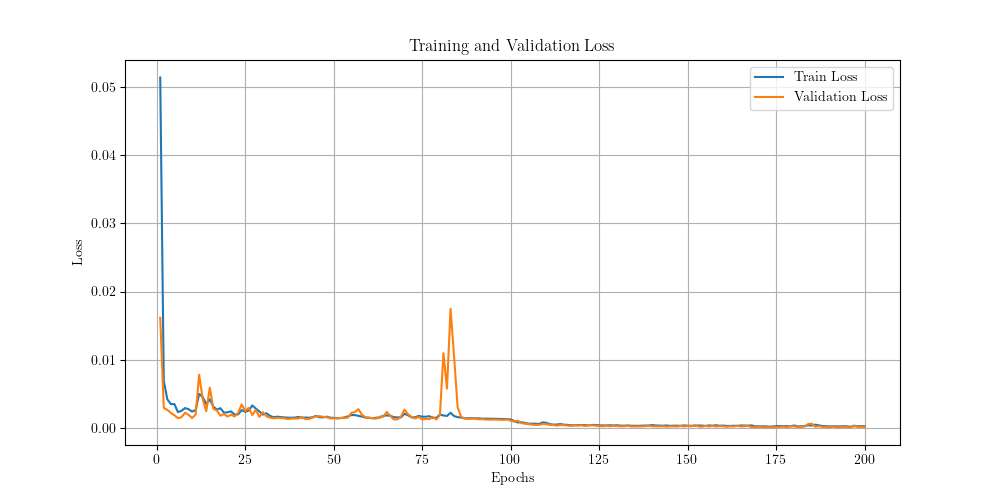 Training and Validation Loss
Train Loss
Validation Loss
0.05
0.04
0.03
0.02
0.01
0.00
Loss
0 25 50 75 100 125 150 175 200
Epochs